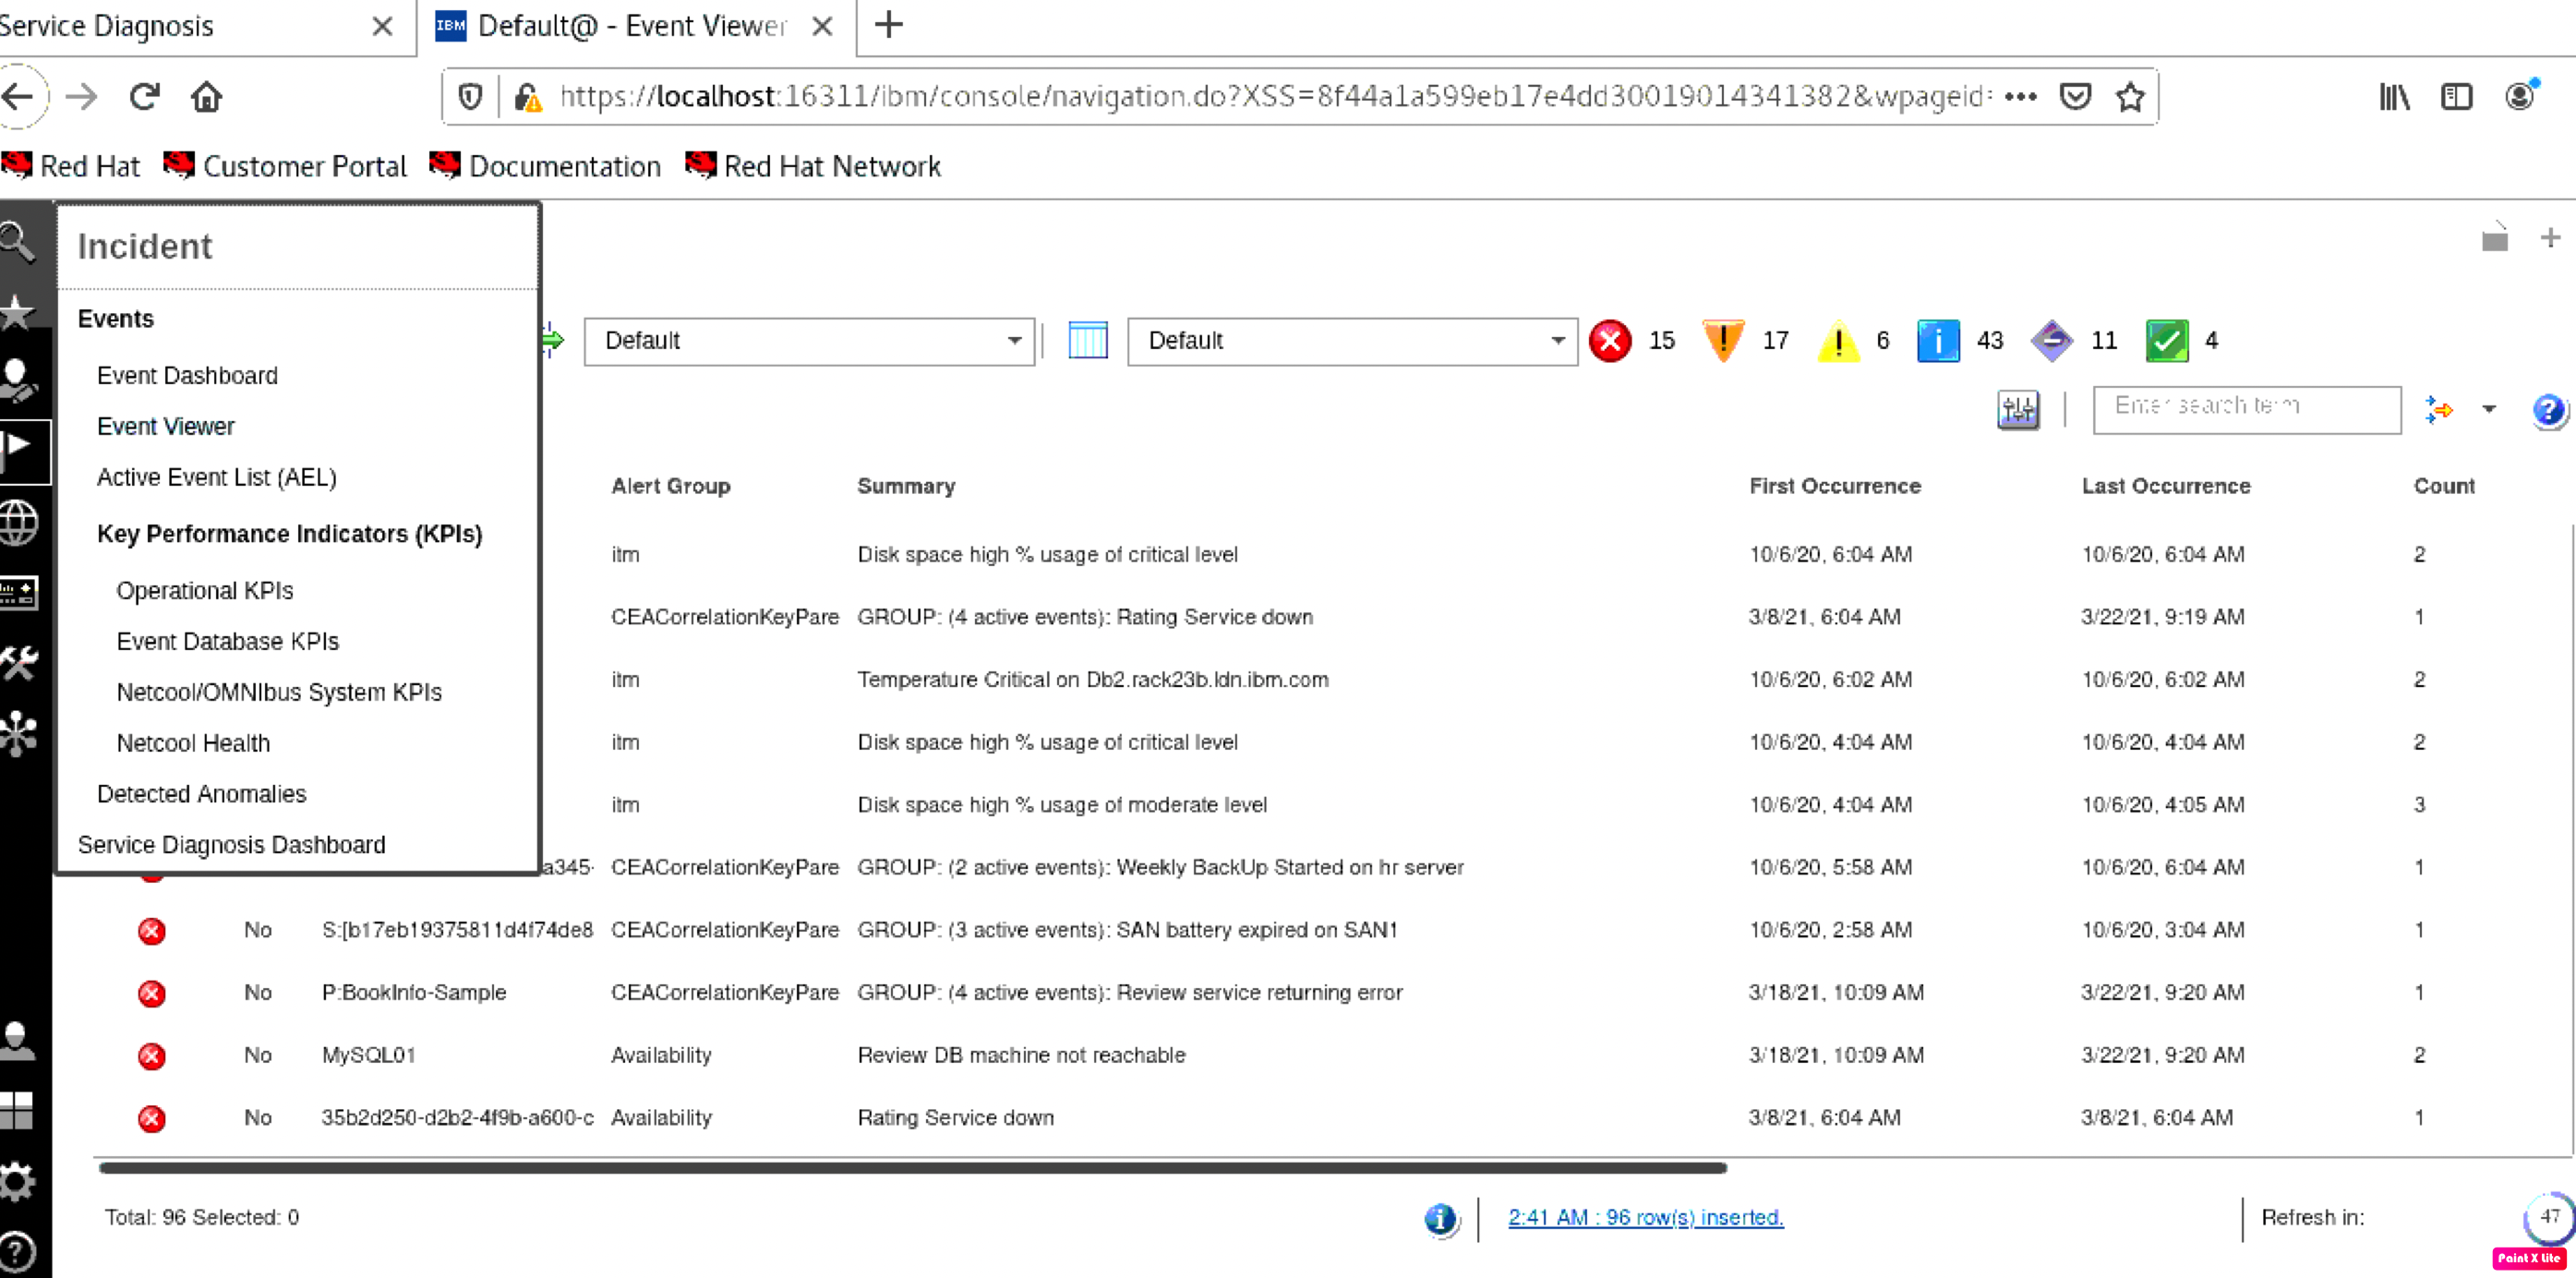 Service Diagnosis
IBM Default@ - Event Viewer
https://localhost:16311/ibm/console/navigation.do?XSS=8f44a1a599eb17e4dd30019014341382&wpageid=
Red Hat Customer Portal Documentation Red Hat Network
Incident
Events
Event Dashboard
Event Viewer
Active Event List (AEL)
Key Performance Indicators (KPIs)
Operational KPIs
Event Database KPIs
Netcool/OMNIbus System KPIs
Netcool Health
Detected Anomalies
Service Diagnosis Dashboard
Default Default 15 17 6 43 11 4
Enter search term
Alert Group Summary First Occurrence Last Occurrence Count
itm Disk space high % usage of critical level 10/6/20, 6:04 AM 10/6/20, 6:04 AM 2
CEACorrelationKeyPare GROUP: (4 active events): Rating Service down 3/8/21, 6:04 AM 3/22/21, 9:19 AM 1
itm Temperature Critical on Db2.rack23b.ldn.ibm.com 10/6/20, 6:02 AM 10/6/20, 6:02 AM 2
itm Disk space high % usage of critical level 10/6/20, 4:04 AM 10/6/20, 4:04 AM 2
itm Disk space high % usage of moderate level 10/6/20, 4:04 AM 10/6/20, 4:05 AM 3
a345- CEACorrelationKeyPare GROUP: (2 active events): Weekly BackUp Started on hr server 10/6/20, 5:58 AM 10/6/20, 6:04 AM 1
No S:[b17eb19375811d4f74de8 CEACorrelationKeyPare GROUP: (3 active events): SAN battery expired on SAN1 10/6/20, 2:58 AM 10/6/20, 3:04 AM 1
No P:BookInfo-Sample CEACorrelationKeyPare GROUP: (4 active events): Review service returning error 3/18/21, 10:09 AM 3/22/21, 9:20 AM 1
No MySQL01 Availability Review DB machine not reachable 3/18/21, 10:09 AM 3/22/21, 9:20 AM 2
No 35b2d250-d2b2-4f9b-a600-c Availability Rating Service down 3/8/21, 6:04 AM 3/8/21, 6:04 AM 1
Total: 96 Selected: 0 2:41 AM : 96 row(s) inserted. Refresh in: 47
Paint X lite